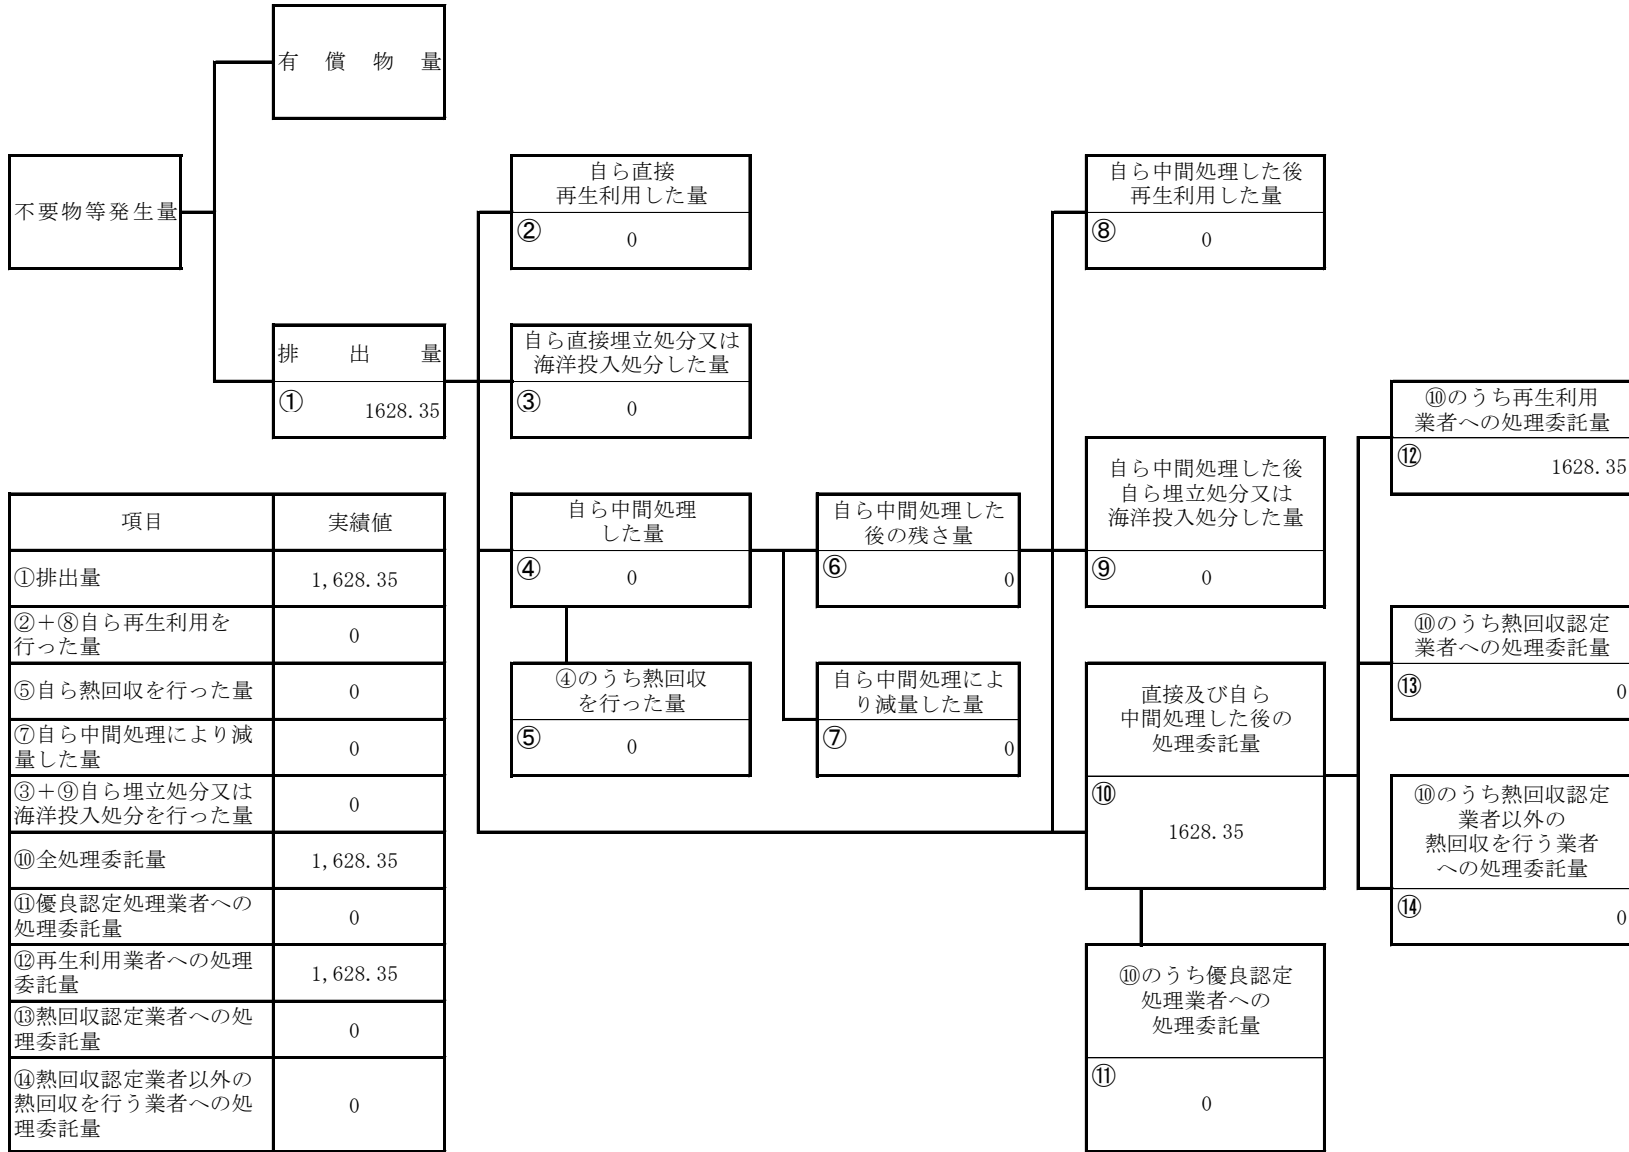 有償物量
不要物等発生量
排出量
① 1628.35
自ら直接
再生利用した量
② 0
自ら直接埋立処分又は
海洋投入処分した量
③ 0
自ら中間処理
した量
④ 0
④のうち熱回収
を行った量
⑤ 0
自ら中間処理した
後の残さ量
⑥ 0
自ら中間処理によ
り減量した量
⑦ 0
自ら中間処理した後
再生利用した量
⑧ 0
自ら中間処理した後
自ら埋立処分又は
海洋投入処分した量
⑨ 0
直接及び自ら
中間処理した後の
処理委託量
⑩
1628.35
⑩のうち優良認定
処理業者への
処理委託量
⑪
0
⑩のうち再生利用
業者への処理委託量
⑫ 1628.35
⑩のうち熱回収認定
業者への処理委託量
⑬ 0
⑩のうち熱回収認定
業者以外の
熱回収を行う業者
への処理委託量
⑭ 0
項目 実績値
①排出量 1,628.35
②＋⑧自ら再生利用を
行った量 0
⑤自ら熱回収を行った量 0
⑦自ら中間処理により減
量した量 0
③＋⑨自ら埋立処分又は
海洋投入処分を行った量 0
⑩全処理委託量 1,628.35
⑪優良認定処理業者への
処理委託量 0
⑫再生利用業者への処理
委託量 1,628.35
⑬熱回収認定業者への処
理委託量 0
⑭熱回収認定業者以外の
熱回収を行う業者への処
理委託量 0